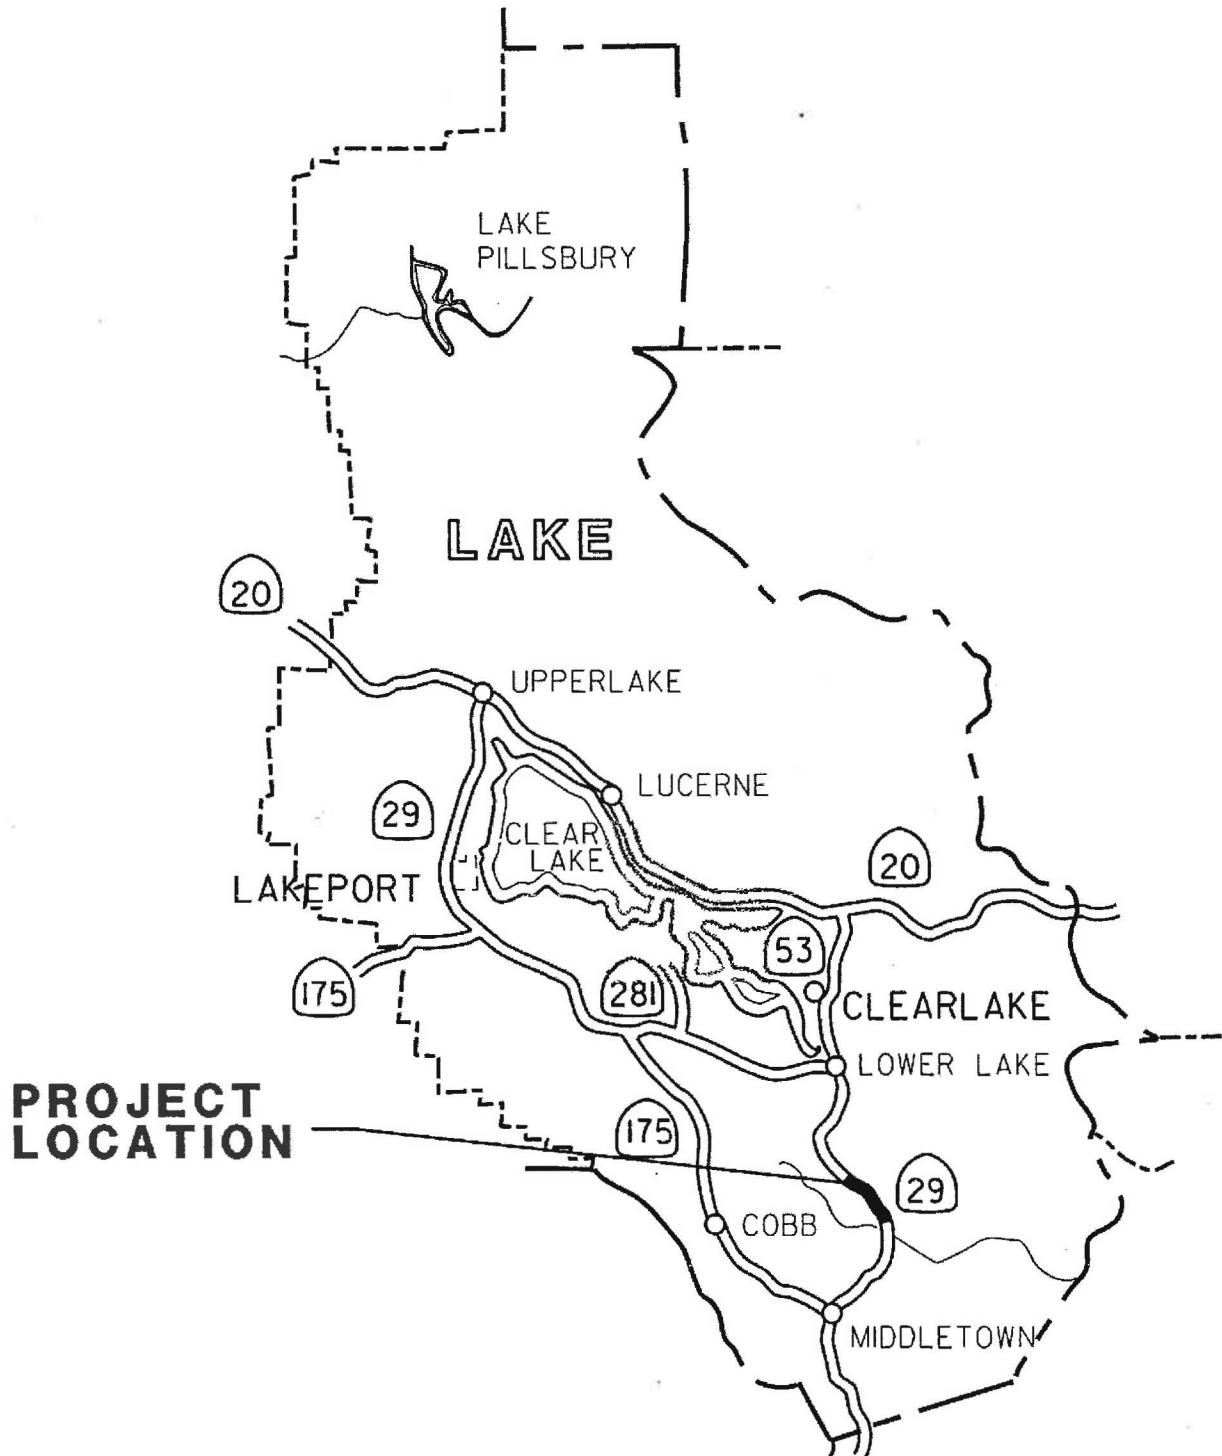 LAKE
PILLSBURY
LAKE
20
UPPERLAKE
LUCERNE
29
CLEAR
LAKE
20
LAKEPORT
53
175
281
CLEARLAKE
LOWER LAKE
PROJECT
LOCATION
175
29
COBB
MIDDLETOWN